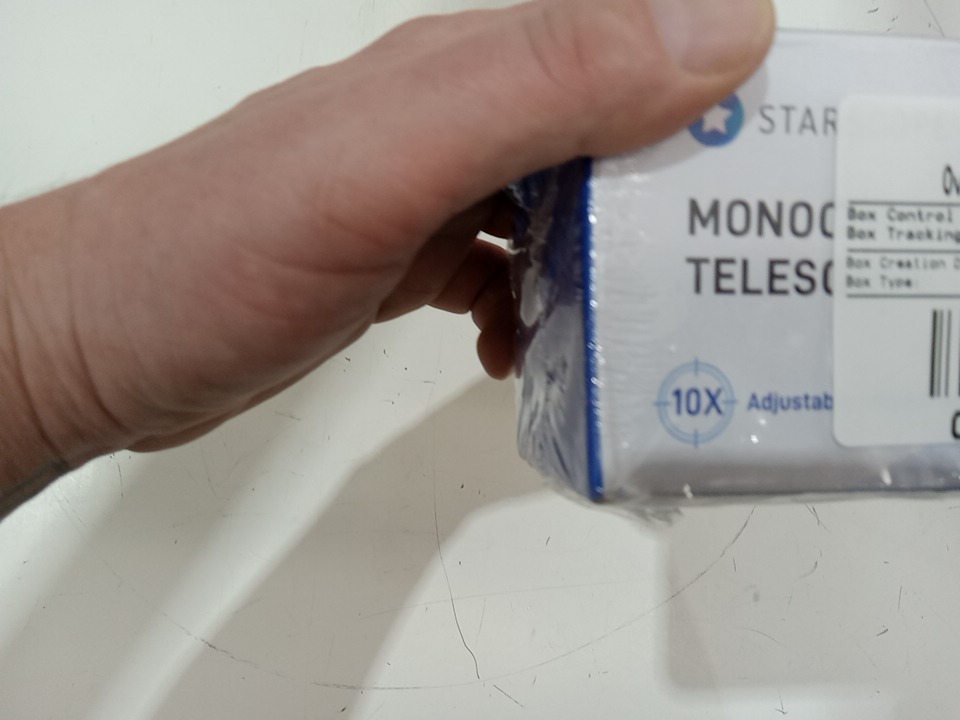 STAR
MONOC
TELESC
10X Adjustab
Box Control
Box Tracking
Box Creation D
Box Type: